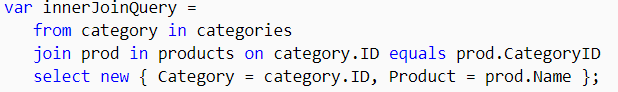 var innerJoinQuery =
from category in categories
join prod in products on category.ID equals prod.CategoryID
select new { Category = category.ID, Product = prod.Name };